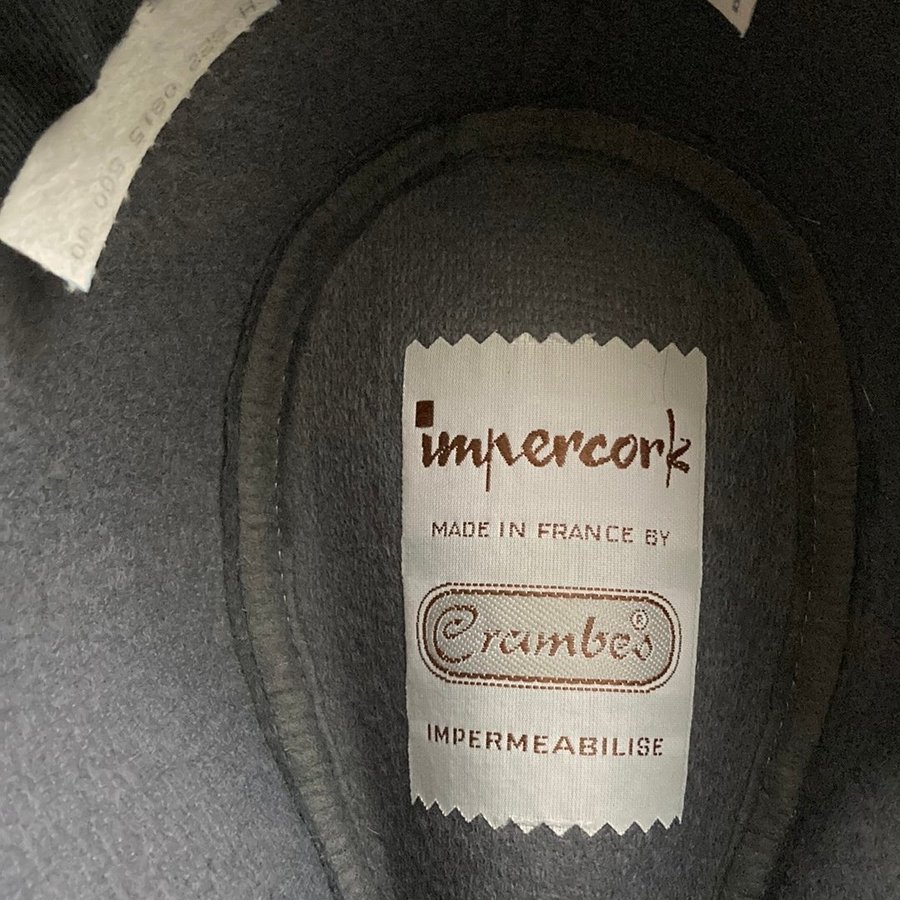 impercork
MADE IN FRANCE BY
Crambes®
IMPERMEABILISE